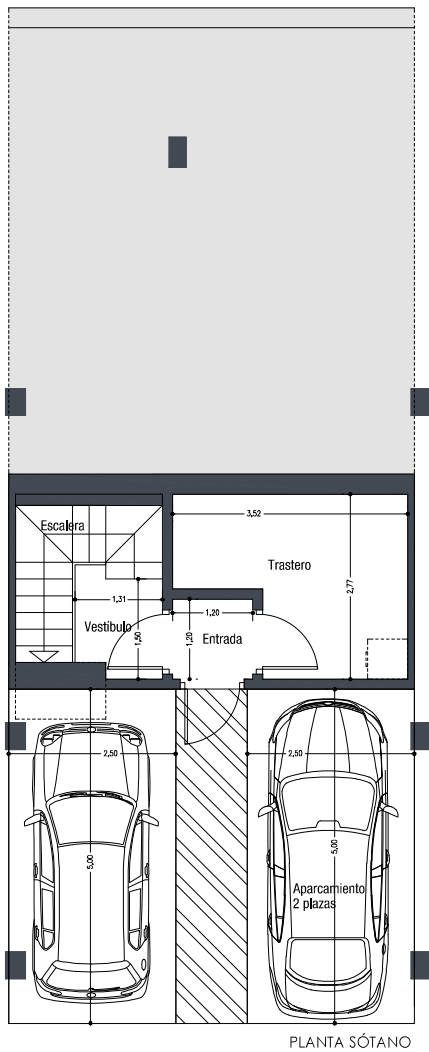 Escalera
3,52
Trastero
2,77
1,31
1,20
Vestíbulo
1,50
1,20
Entrada
2,50
2,50
5,00
5,00
Aparcamiento
2 plazas
PLANTA SÓTANO